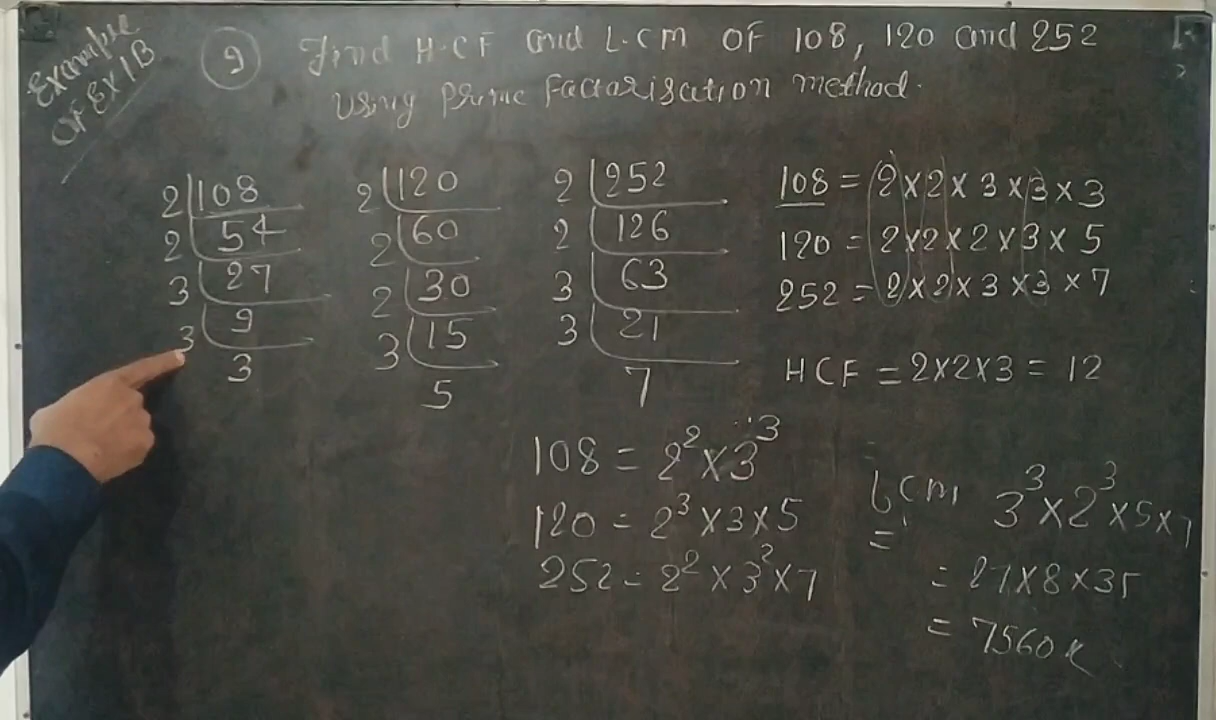 Example
OF EX 1B
9 Find H.C.F and L.C.M OF 108, 120 and 252
using prime Factorisation method.
2 108
2 54
3 27
3 9
3
2 120
2 60
2 30
3 15
5
2 252
2 126
3 63
3 21
7
108 = 2×2×3×3×3
120 = 2×2×2×3×5
252 = 2×2×3×3×7
HCF = 2×2×3 = 12
108 = 2² × 3³
120 = 2³ × 3 × 5
252 = 2² × 3² × 7
LCM = 3³ × 2³ × 5 × 7
= 27 × 8 × 35
= 7560